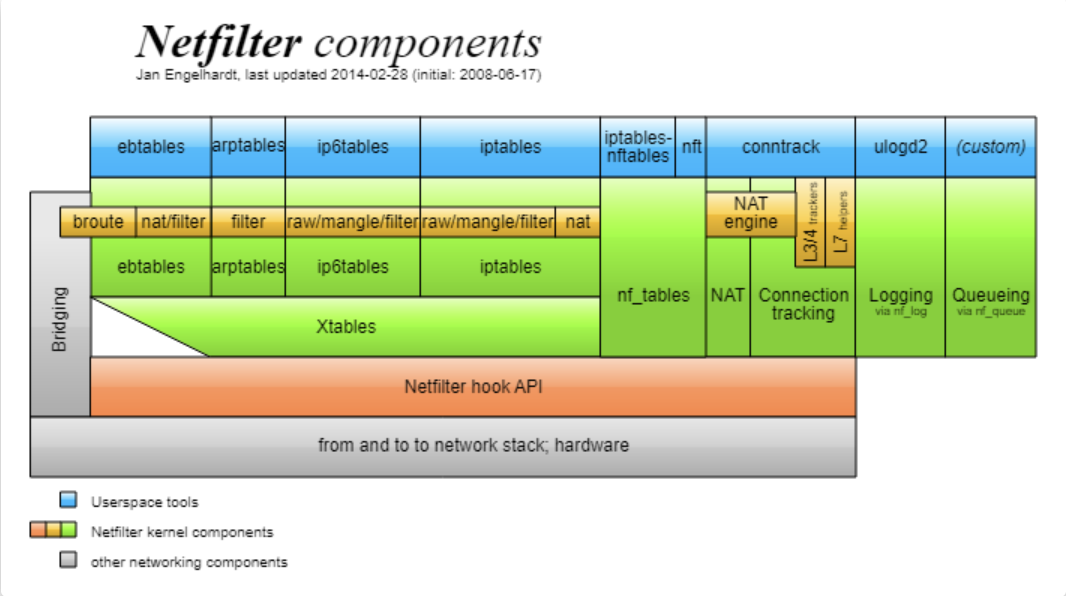 Netfilter components
Jan Engelhardt, last updated 2014-02-28 (initial: 2008-06-17)
ebtables
arptables
ip6tables
iptables
iptables-
nftables
nft
conntrack
ulogd2
(custom)
broute
nat/filter
filter
raw/mangle/filter
raw/mangle/filter
nat
NAT
engine
L3/4 trackers
L7 helpers
ebtables
arptables
ip6tables
iptables
nf_tables
NAT
Connection
tracking
Logging
via nf_log
Queueing
via nf_queue
Bridging
Xtables
Netfilter hook API
from and to to network stack; hardware
Userspace tools
Netfilter kernel components
other networking components